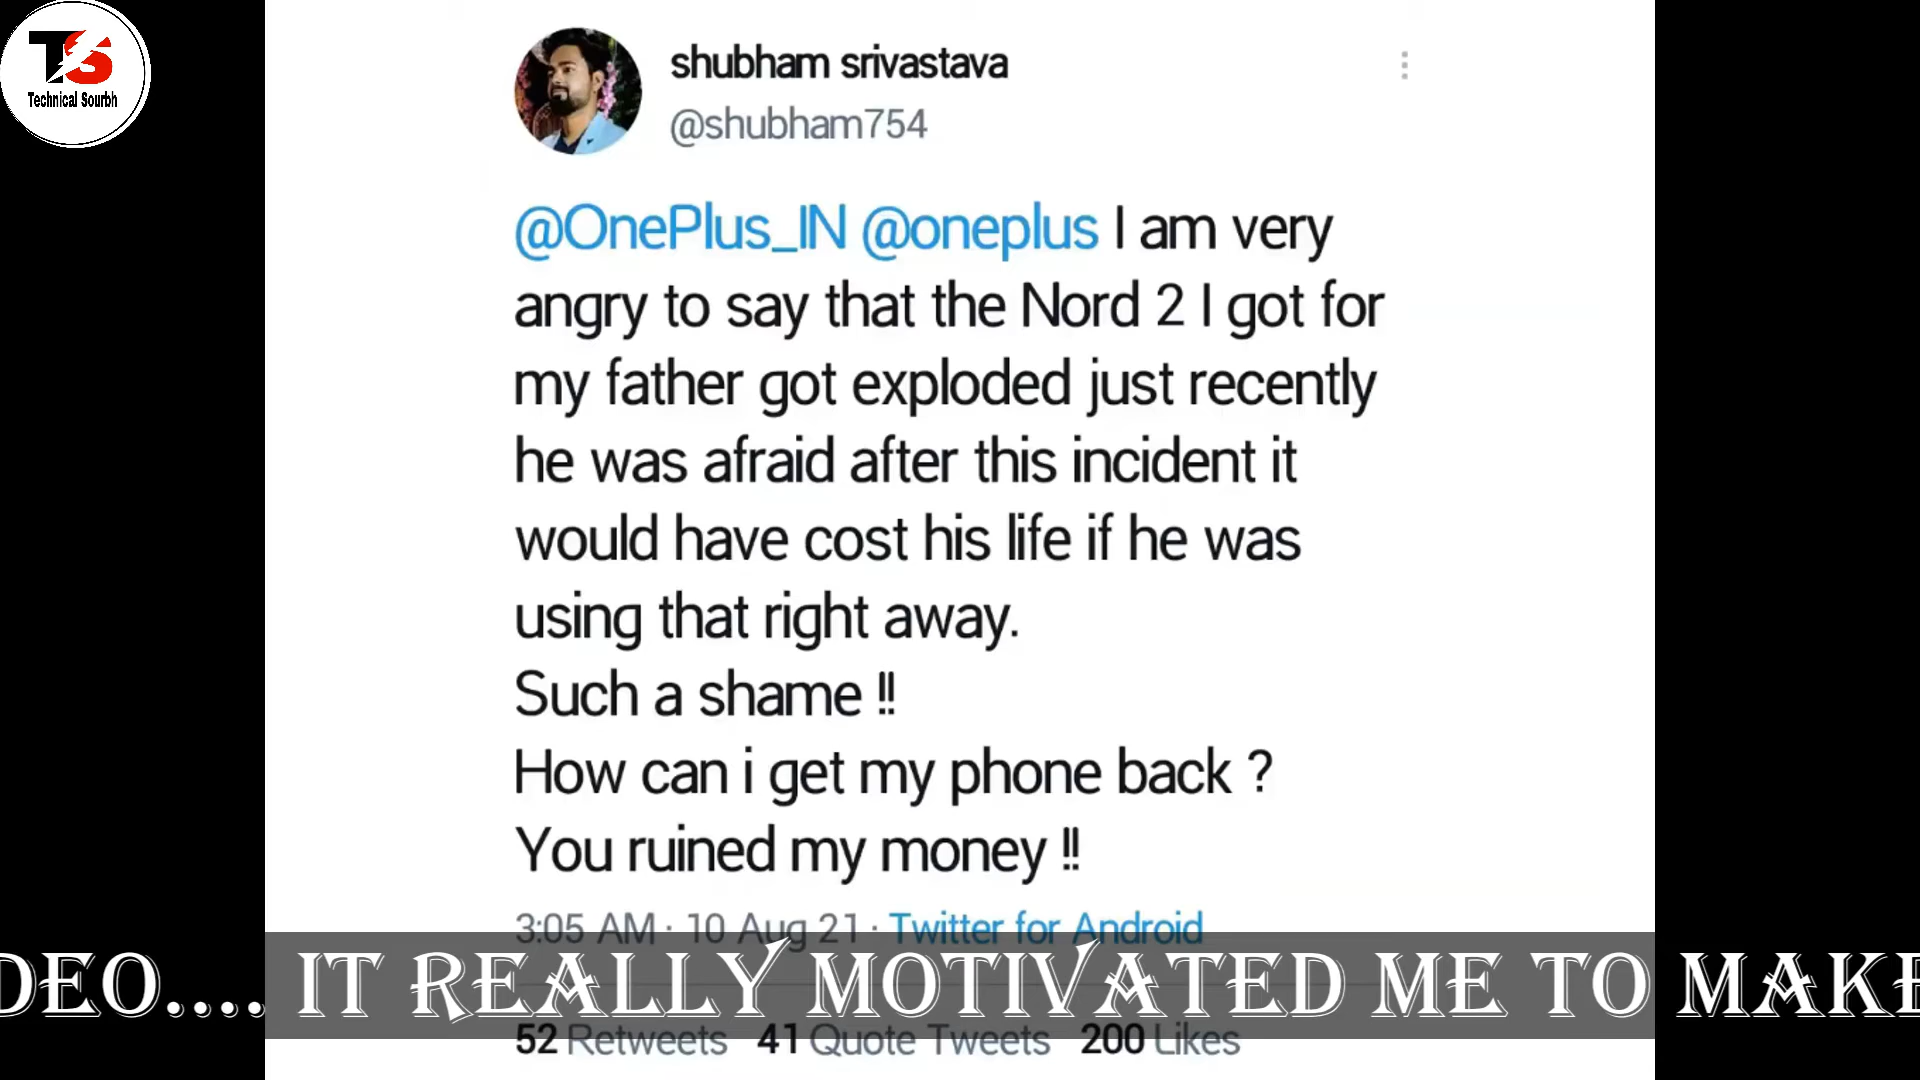 TS
Technical Sourbh
shubham srivastava
@shubham754
@OnePlus_IN @oneplus I am very
angry to say that the Nord 2 I got for
my father got exploded just recently
he was afraid after this incident it
would have cost his life if he was
using that right away.
Such a shame !!
How can i get my phone back ?
You ruined my money !!
3:05 AM · 10 Aug 21 · Twitter for Android
DEO.... IT REALLY MOTIVATED ME TO MAKE
52 Retweets 41 Quote Tweets 200 Likes